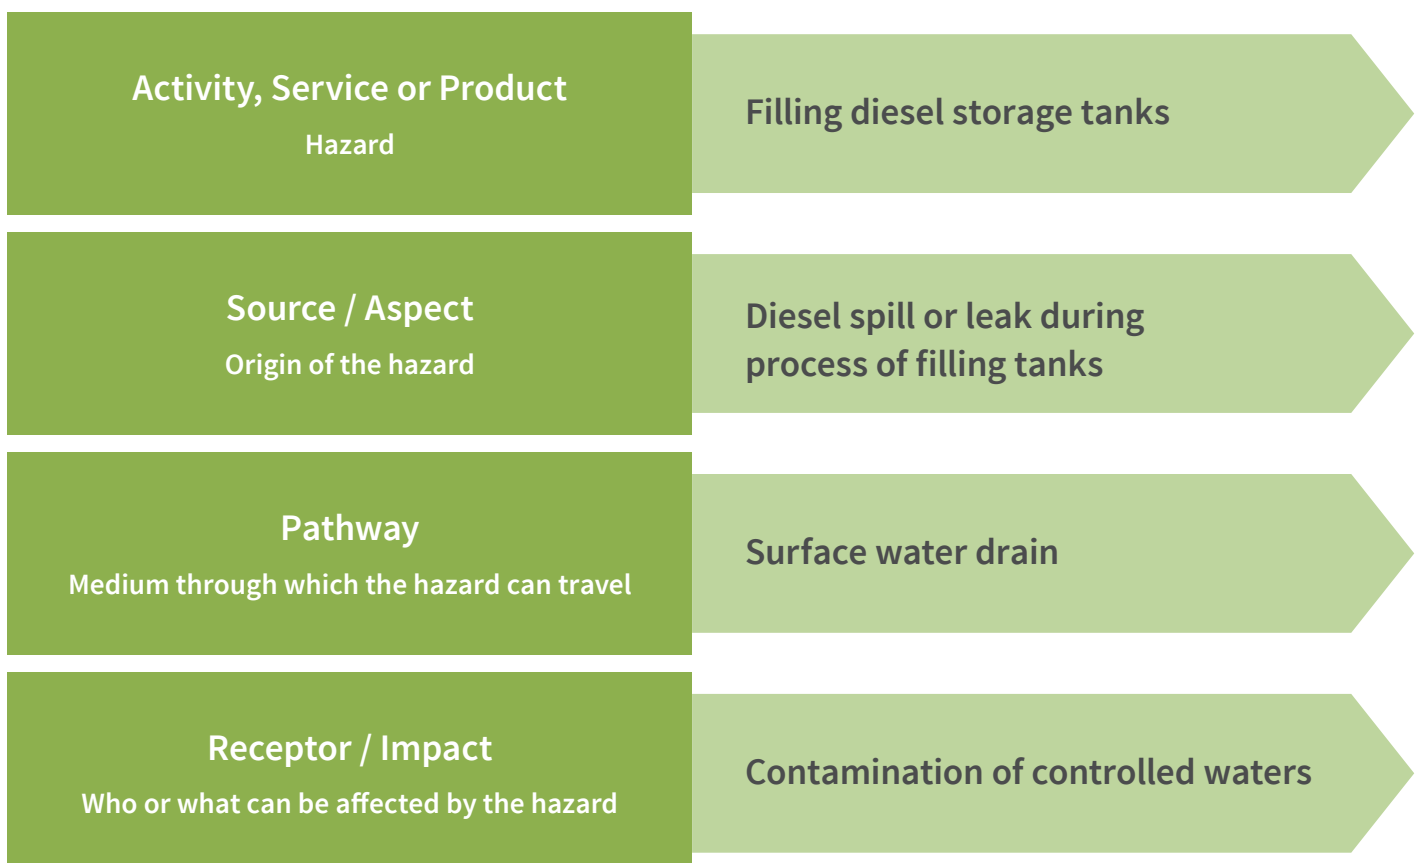 Activity, Service or Product
Hazard
Filling diesel storage tanks
Source / Aspect
Origin of the hazard
Diesel spill or leak during
process of filling tanks
Pathway
Medium through which the hazard can travel
Surface water drain
Receptor / Impact
Who or what can be affected by the hazard
Contamination of controlled waters